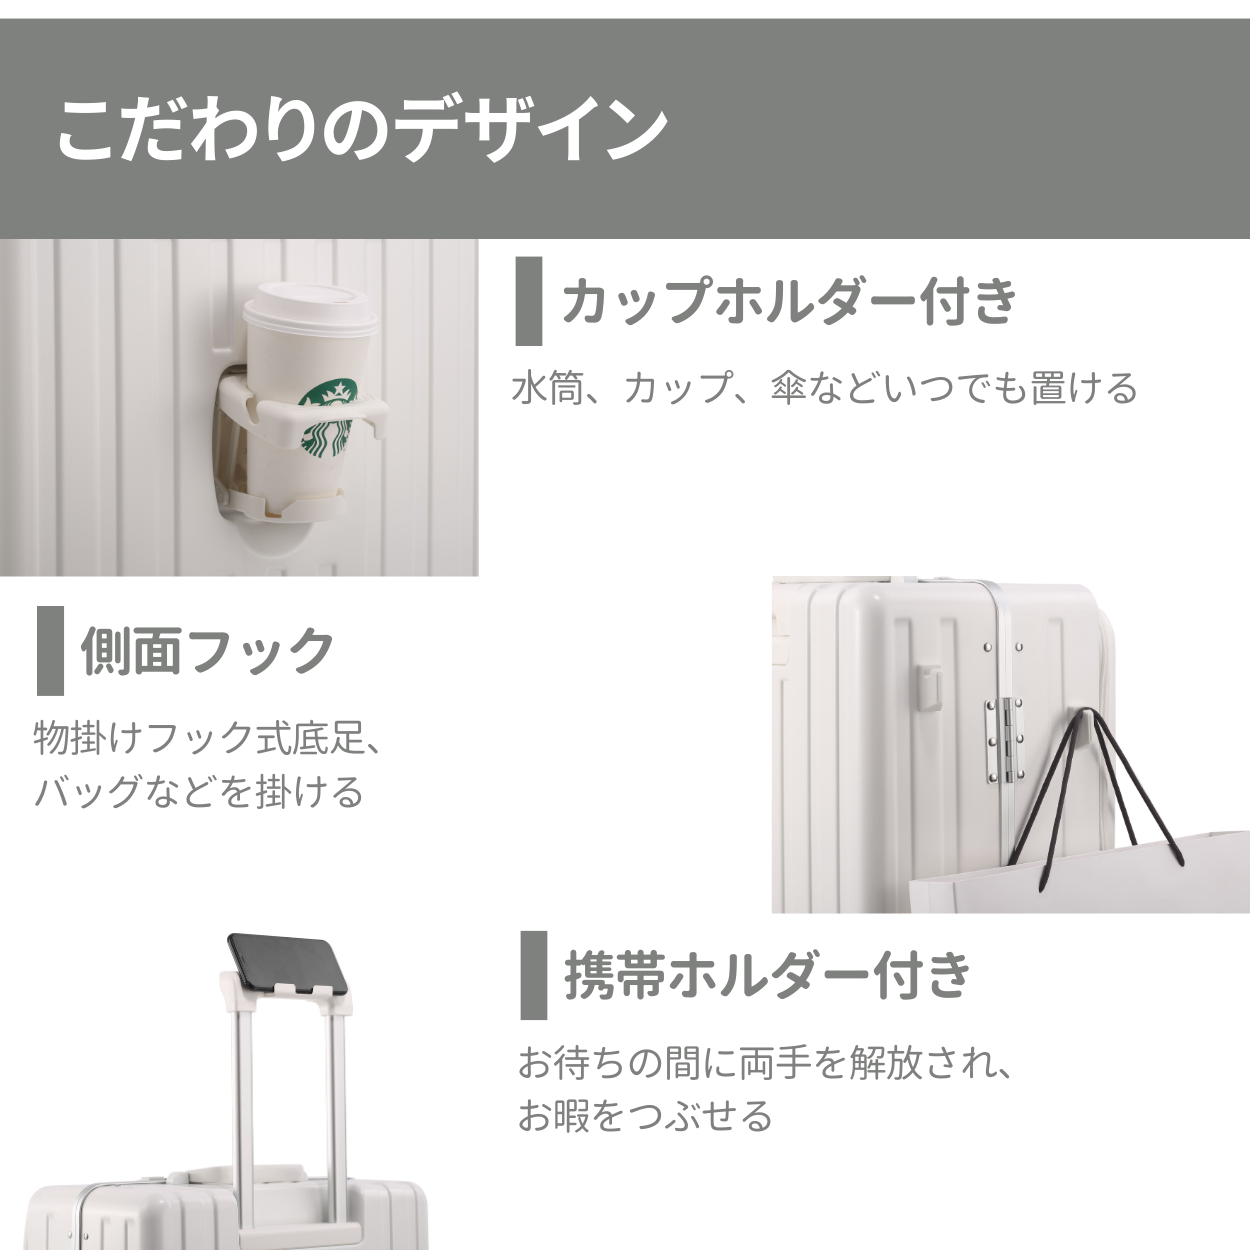 こだわりのデザイン
カップホルダー付き
水筒、カップ、傘などいつでも置ける
側面フック
物掛けフック式底足、
バッグなどを掛ける
携帯ホルダー付き
お待ちの間に両手を解放され、
お暇をつぶせる